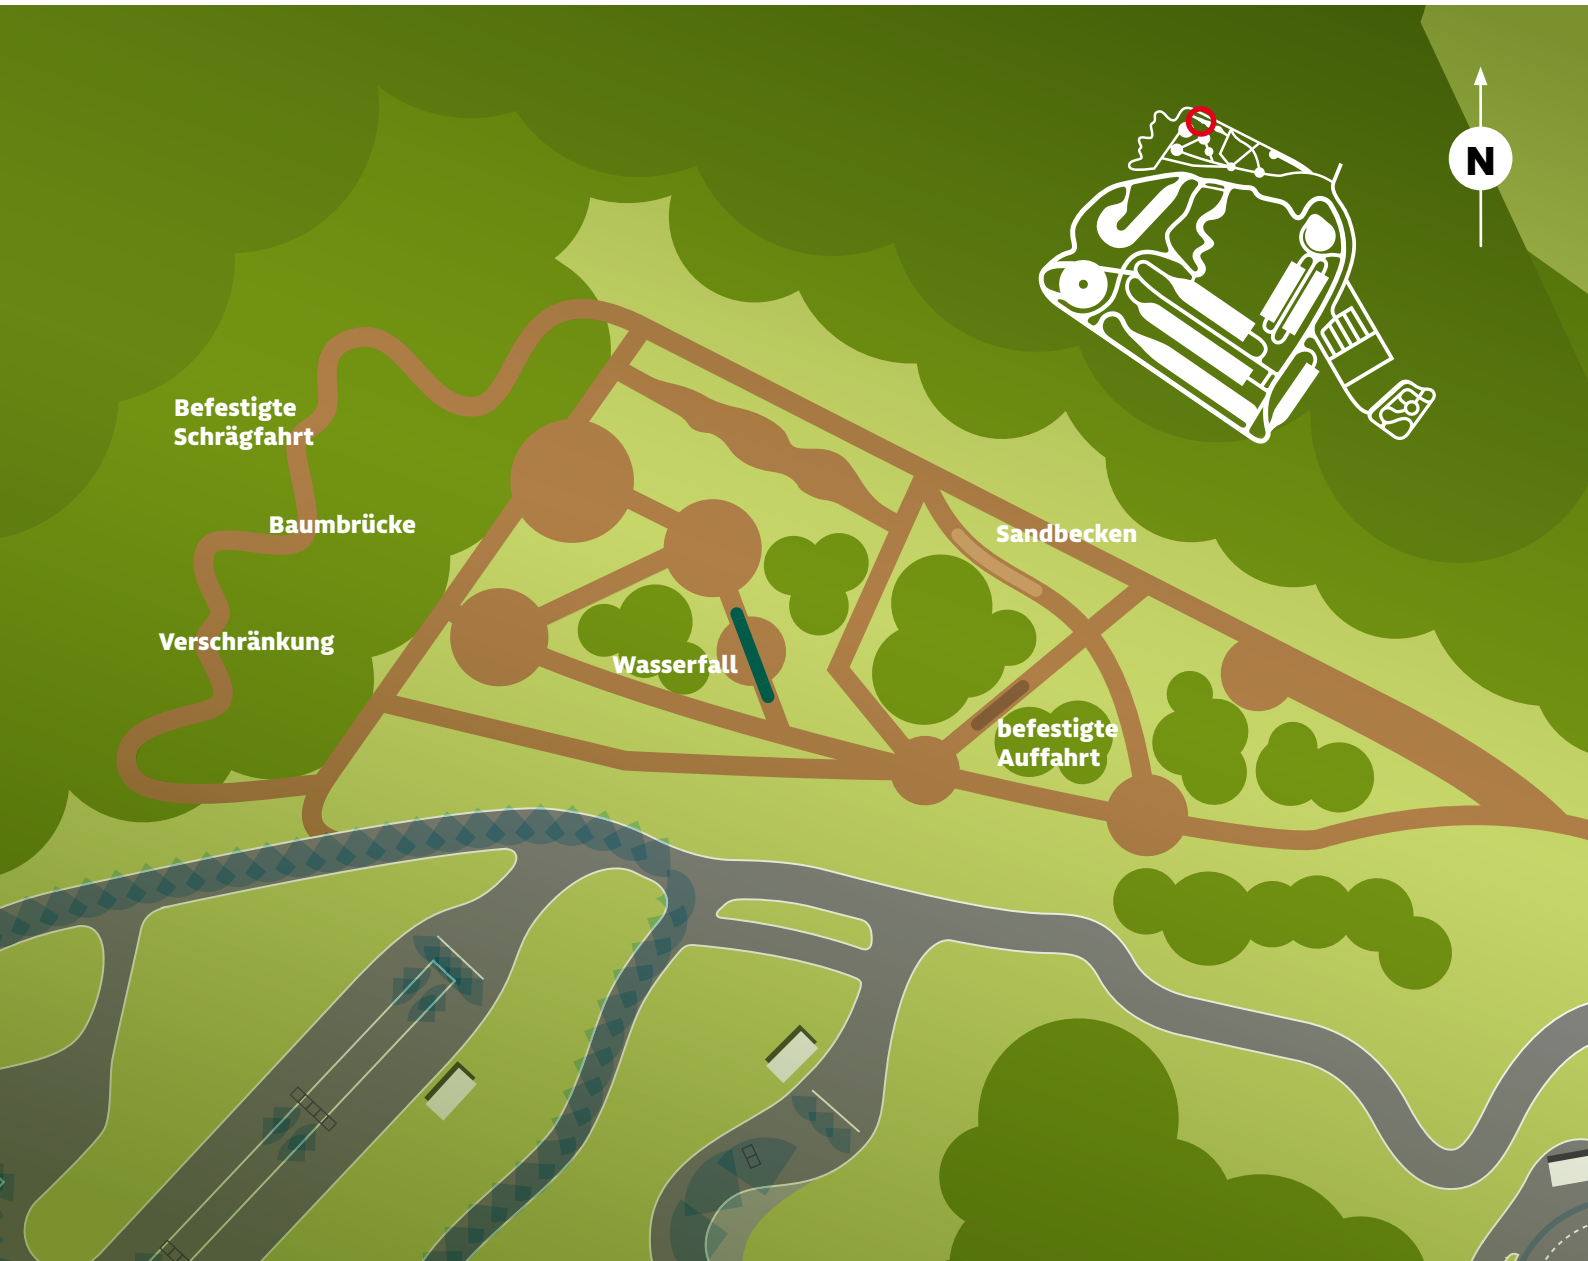 N
Befestigte
Schrägfahrt
Baumbrücke
Sandbecken
Verschränkung
Wasserfall
befestigte
Auffahrt